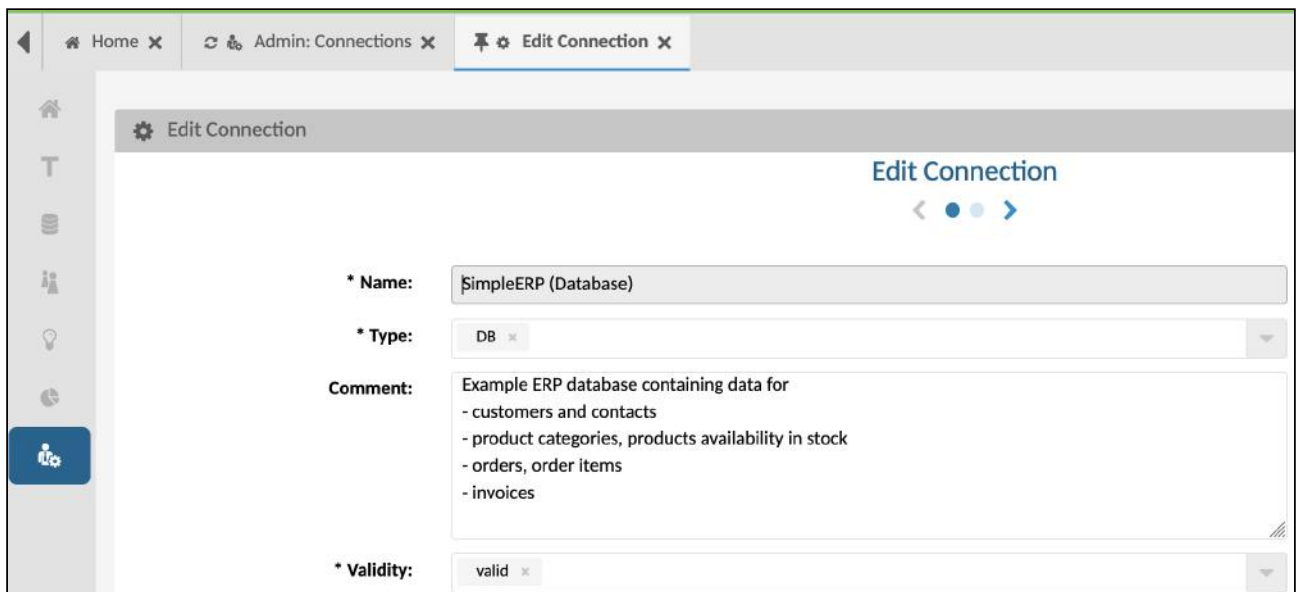 Home Admin: Connections Edit Connection
Edit Connection
Edit Connection
* Name: SimpleERP (Database)
* Type: DB
Comment: Example ERP database containing data for
- customers and contacts
- product categories, products availability in stock
- orders, order items
- invoices
* Validity: valid